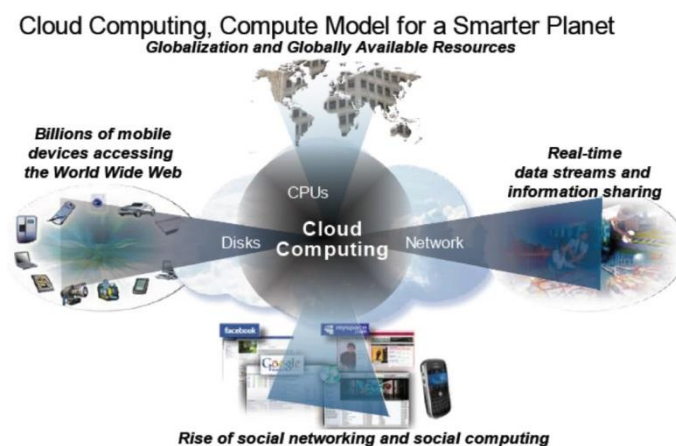 Cloud Computing, Compute Model for a Smarter Planet
Globalization and Globally Available Resources
Billions of mobile
devices accessing
the World Wide Web
Real-time
data streams and
information sharing
CPUs
Disks
Cloud
Computing
Network
facebook
myspace.com
Google
Rise of social networking and social computing